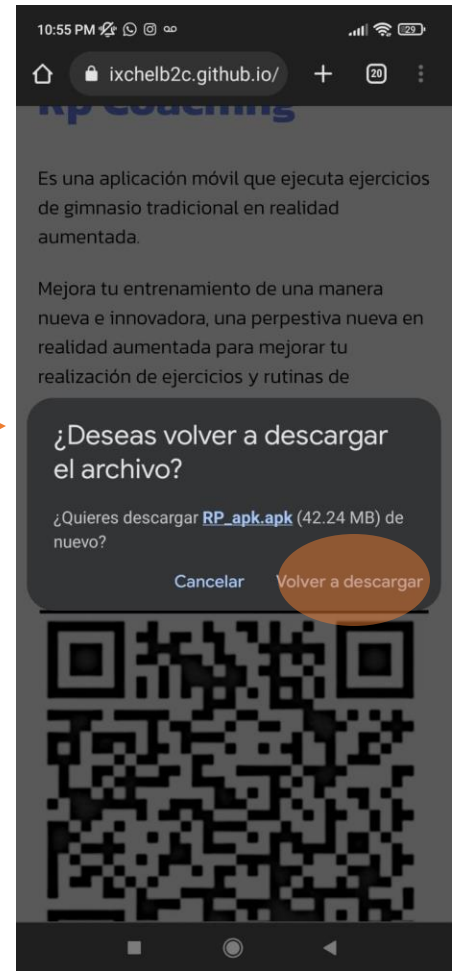 10:55 PM
29
ixchelb2c.github.io/
20
Rp Coaching
Es una aplicación móvil que ejecuta ejercicios
de gimnasio tradicional en realidad
aumentada.
Mejora tu entrenamiento de una manera
nueva e innovadora, una perpestiva nueva en
realidad aumentada para mejorar tu
realización de ejercicios y rutinas de
¿Deseas volver a descargar
el archivo?
¿Quieres descargar RP_apk.apk (42.24 MB) de
nuevo?
Cancelar Volver a descargar